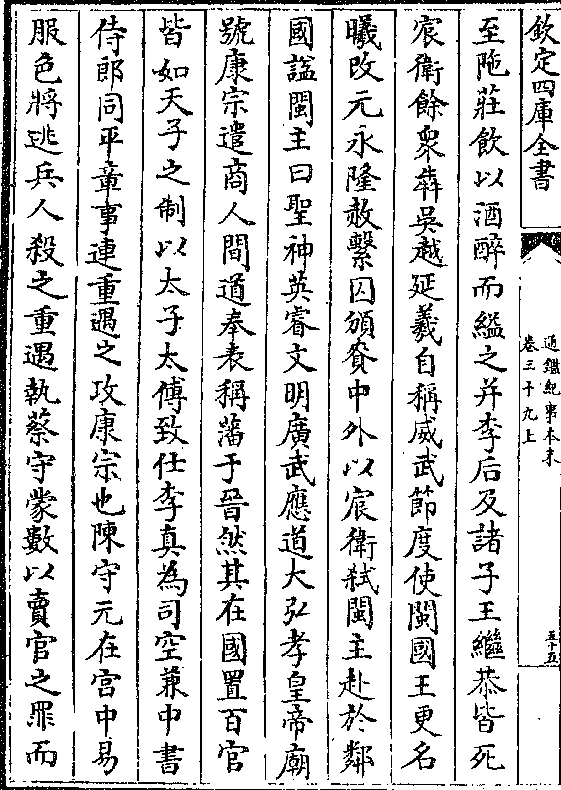 欽定四庫全書
通鑑紀事本末
卷三十九上
五十五
至陁莊飲以酒醉而縊之并李后及諸子王繼恭皆死
宸衛餘衆犇吳越延羲自稱威武節度使閩國王更名
曦改元永隆赦繫囚頒賚中外以宸衛弑閩主赴於鄰
國諡閩主曰聖神英睿文明廣武應道大弘孝皇帝廟
號康宗遣商人間道奉表稱藩于晉然其在國置百官
皆如天子之制以太子太傅致仕李真為司空兼中書
侍郎同平章事連重遇之攻康宗也陳守元在宫中易
服色將逃兵人殺之重遇執蔡守蒙數以賣官之罪而